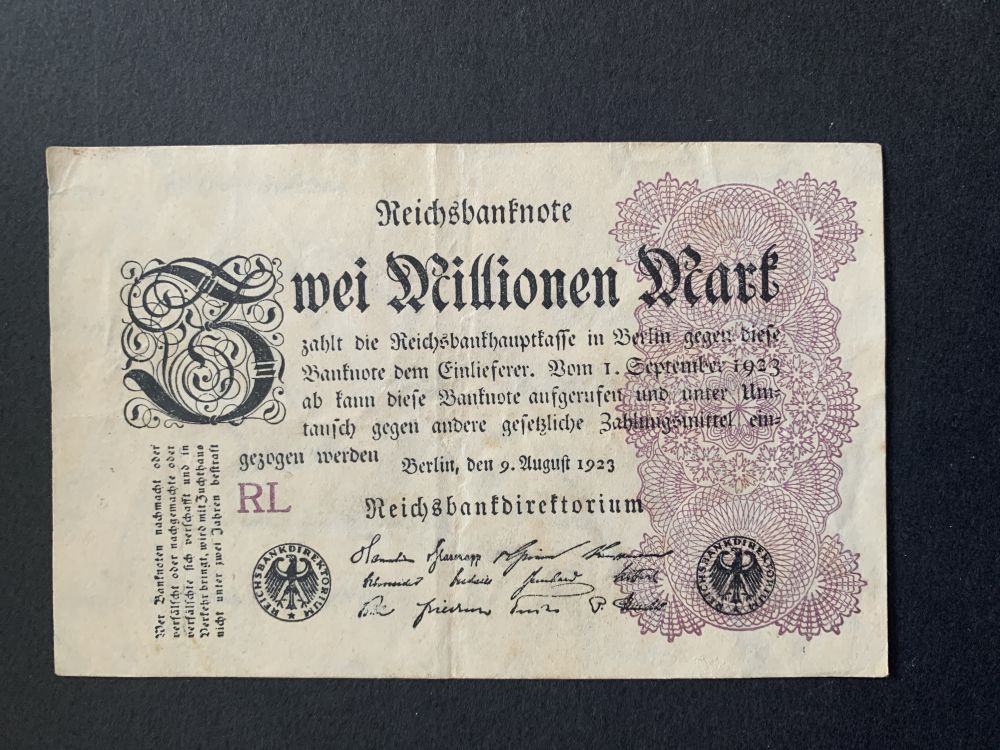 Reichsbanknote
Zwei Millionen Mark
zahlt die Reichsbankhauptkasse in Berlin gegen diese
Banknote dem Einlieferer. Vom 1. September 1923
ab kann diese Banknote aufgerufen und unter Um-
tausch gegen andere gesetzliche Zahlungsmittel ein-
gezogen werden
Berlin, den 9. August 1923
Reichsbankdirektorium
RL
Wer Banknoten nachmacht oder
verfälscht oder nachgemachte oder
verfälschte sich verschafft und in
Verkehr bringt, wird mit Zuchthaus
nicht unter zwei Jahren bestraft
REICHSBANKDIREKTORIUM
REICHSBANKDIREKTORIUM